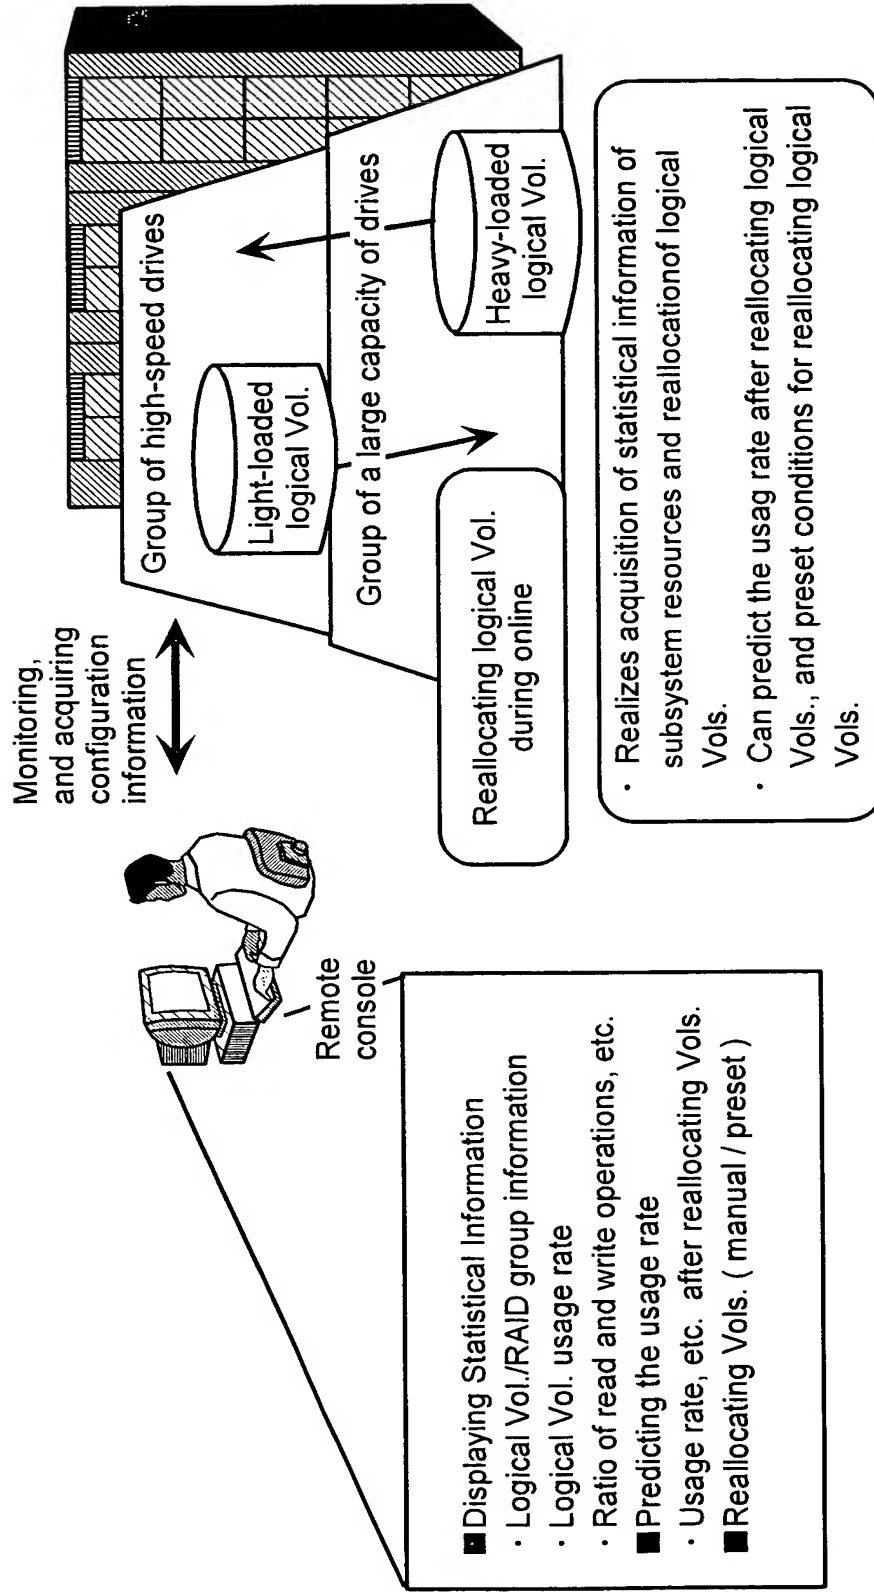 Monitoring,
and acquiring
configuration
information
Group of high-speed drives
Light-loaded
logical Vol.
Group of a large capacity of drives
Heavy-loaded
logical Vol.
Reallocating logical Vol.
during online
Remote
console
■ Displaying Statistical Information
· Logical Vol./RAID group information
· Logical Vol. usage rate
· Ratio of read and write operations, etc.
■ Predicting the usage rate
· Usage rate, etc. after reallocating Vols.
■ Reallocating Vols. ( manual / preset )
· Realizes acquisition of statistical information of
subsystem resources and reallocationof logical
Vols.
· Can predict the usag rate after reallocating logical
Vols., and preset conditions for reallocating logical
Vols.